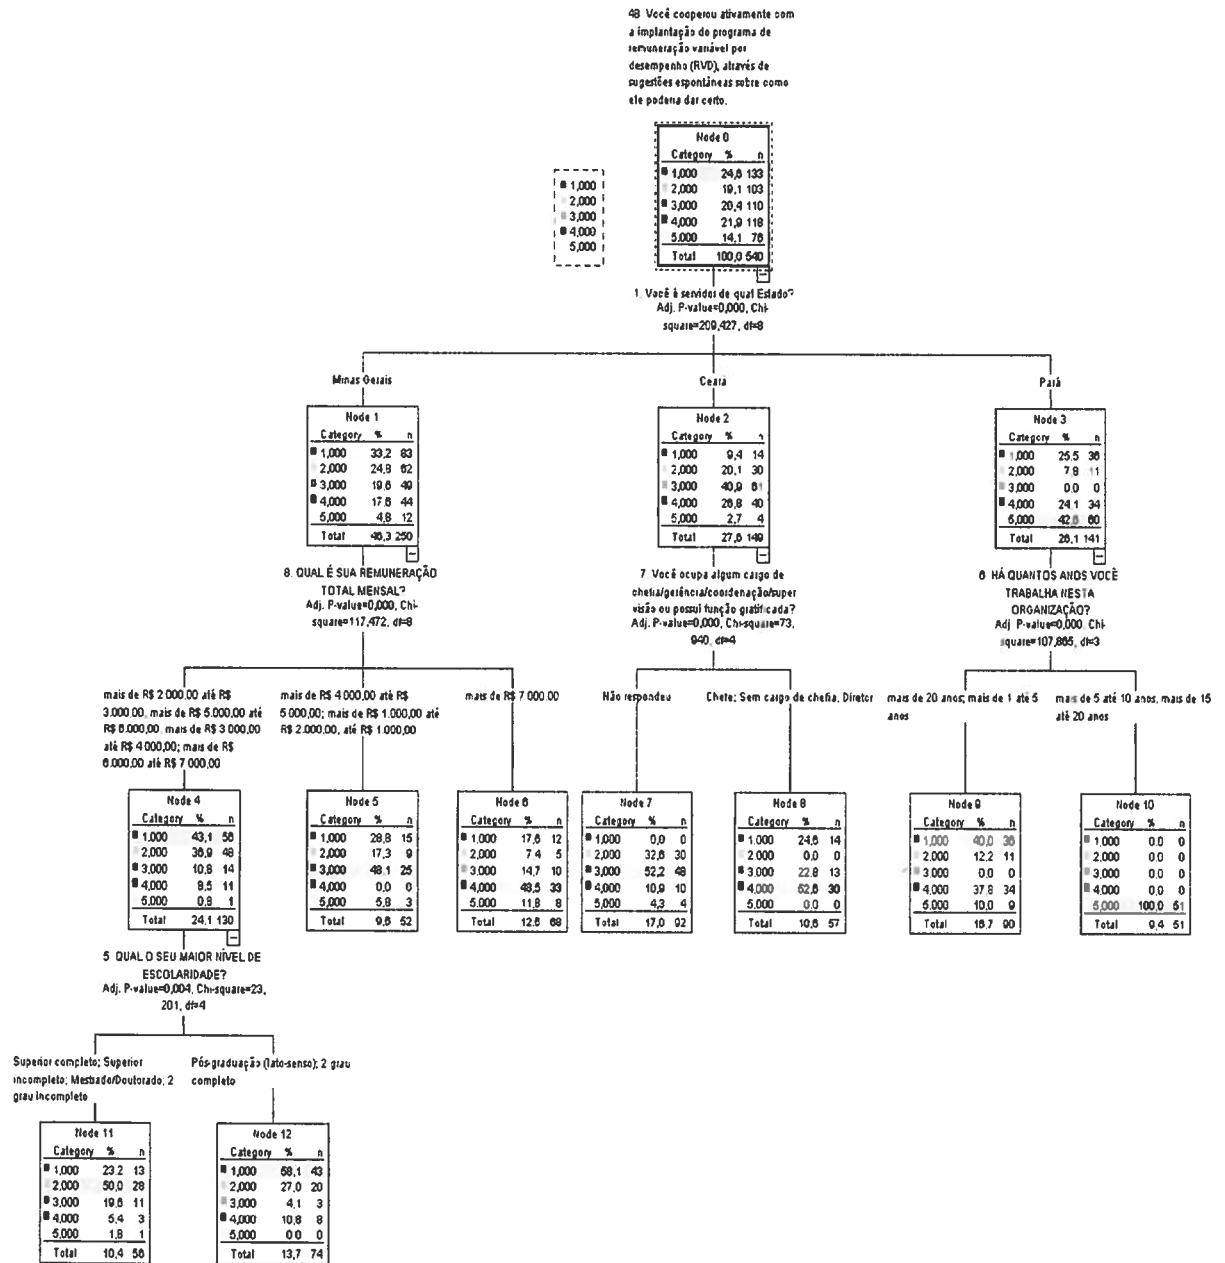 48 Você cooperou ativamente com
a implantação do programa de
remuneração variável por
desempenho (RVD), através de
sugestões espontâneas sobre como
ele poderia dar certo.
Node 0
Category % n
1,000 24,6 133
2,000 19,1 103
3,000 20,4 110
4,000 21,9 118
5,000 14,1 76
Total 100,0 540
1,000
2,000
3,000
4,000
5,000
1. Você é servidor de qual Estado?
Adj. P-value=0,000, Chi-
square=209,427, df=8
Minas Gerais
Ceará
Pará
Node 1
Category % n
1,000 33,2 83
2,000 24,8 62
3,000 19,6 49
4,000 17,6 44
5,000 4,8 12
Total 46,3 250
Node 2
Category % n
1,000 9,4 14
2,000 20,1 30
3,000 40,9 61
4,000 26,8 40
5,000 2,7 4
Total 27,6 149
Node 3
Category % n
1,000 25,5 36
2,000 7,8 11
3,000 0,0 0
4,000 24,1 34
5,000 42,6 60
Total 26,1 141
8. QUAL É SUA REMUNERAÇÃO
TOTAL MENSAL?
Adj. P-value=0,000, Chi-
square=117,472, df=8
7 Você ocupa algum cargo de
chefia/gerência/coordenação/super
visão ou possui função gratificada?
Adj. P-value=0,000, Chi-square=73,
940, df=4
6 HÁ QUANTOS ANOS VOCÊ
TRABALHA NESTA
ORGANIZAÇÃO?
Adj. P-value=0,000, Chi-
square=107,865, df=3
mais de R$ 2 000,00 até R$
3.000,00, mais de R$ 5.000,00 até
R$ 6.000,00, mais de R$ 3 000,00
até R$ 4 000,00; mais de R$
6.000,00 até R$ 7 000,00
mais de R$ 4 000,00 até R$
5 000,00; mais de R$ 1.000,00 até
R$ 2.000,00, até R$ 1.000,00
mais de R$ 7 000.00
Não respondeu
Chefe; Sem cargo de chefia, Diretor
mais de 20 anos; mais de 1 até 5
anos
mais de 5 até 10 anos, mais de 15
até 20 anos
Node 4
Category % n
1,000 43,1 56
2,000 36,9 48
3,000 10,8 14
4,000 8,5 11
5,000 0,8 1
Total 24,1 130
Node 5
Category % n
1,000 28,8 15
2,000 17,3 9
3,000 48,1 25
4,000 0,0 0
5,000 5,8 3
Total 9,6 52
Node 6
Category % n
1,000 17,6 12
2,000 7,4 5
3,000 14,7 10
4,000 48,5 33
5,000 11,8 8
Total 12,6 68
Node 7
Category % n
1,000 0,0 0
2,000 32,6 30
3,000 52,2 48
4,000 10,9 10
5,000 4,3 4
Total 17,0 92
Node 8
Category % n
1,000 24,6 14
2 000 0,0 0
3,000 22,8 13
4,000 52,6 30
5,000 0,0 0
Total 10,6 57
Node 9
Category % n
1,000 40,0 36
2,000 12,2 11
3,000 0,0 0
4,000 37,8 34
5,000 10,0 9
Total 16,7 90
Node 10
Category % n
1,000 0,0 0
2,000 0,0 0
3,000 0,0 0
4,000 0,0 0
5,000 100,0 51
Total 9,4 51
5 QUAL O SEU MAIOR NÍVEL DE
ESCOLARIDADE?
Adj. P-value=0,004, Chi-square=23,
201, df=4
Superior completo; Superior
incompleto; Mestrado/Doutorado, 2
grau incompleto
Pós-graduação (lato-senso); 2 grau
completo
Node 11
Category % n
1,000 23,2 13
2,000 50,0 28
3,000 19,6 11
4,000 5,4 3
5,000 1,8 1
Total 10,4 56
Node 12
Category % n
1,000 58,1 43
2,000 27,0 20
3,000 4,1 3
4,000 10,8 8
5,000 0,0 0
Total 13,7 74